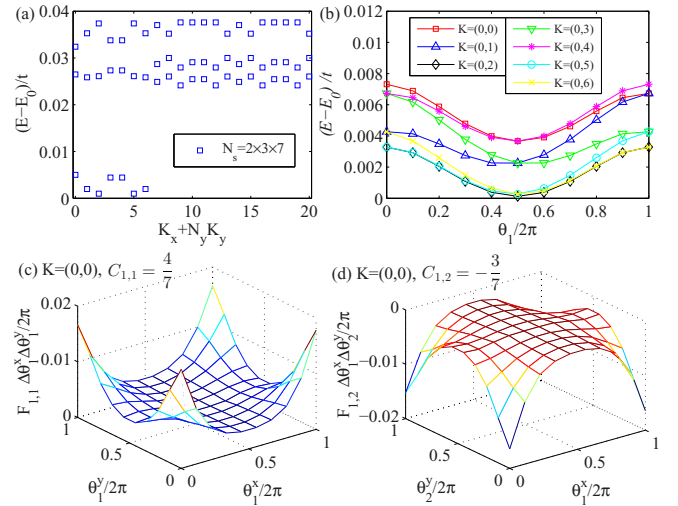 (a)
0.04
0.03
0.02
0.01
0
(E−E₀)/t
N_s=2×3×7
0 5 10 15 20
K_x+N_yK_y
(b)
0.012
0.010
0.008
0.006
0.004
0.002
0
(E−E₀)/t
K=(0,0)
K=(0,1)
K=(0,2)
K=(0,3)
K=(0,4)
K=(0,5)
K=(0,6)
0 0.2 0.4 0.6 0.8 1
θ₁/2π
(c) K=(0,0), C₁,₁ = 4/7
0.02
0.01
0
F₁,₁ Δθ₁ˣΔθ₁ʸ/2π
1 0.5 0
θ₁ʸ/2π
0 0.5 1
θ₁ˣ/2π
(d) K=(0,0), C₁,₂ = −3/7
0
−0.01
−0.02
F₁,₂ Δθ₁ˣΔθ₂ʸ/2π
1 0.5 0
θ₂ʸ/2π
0 0.5 1
θ₁ˣ/2π